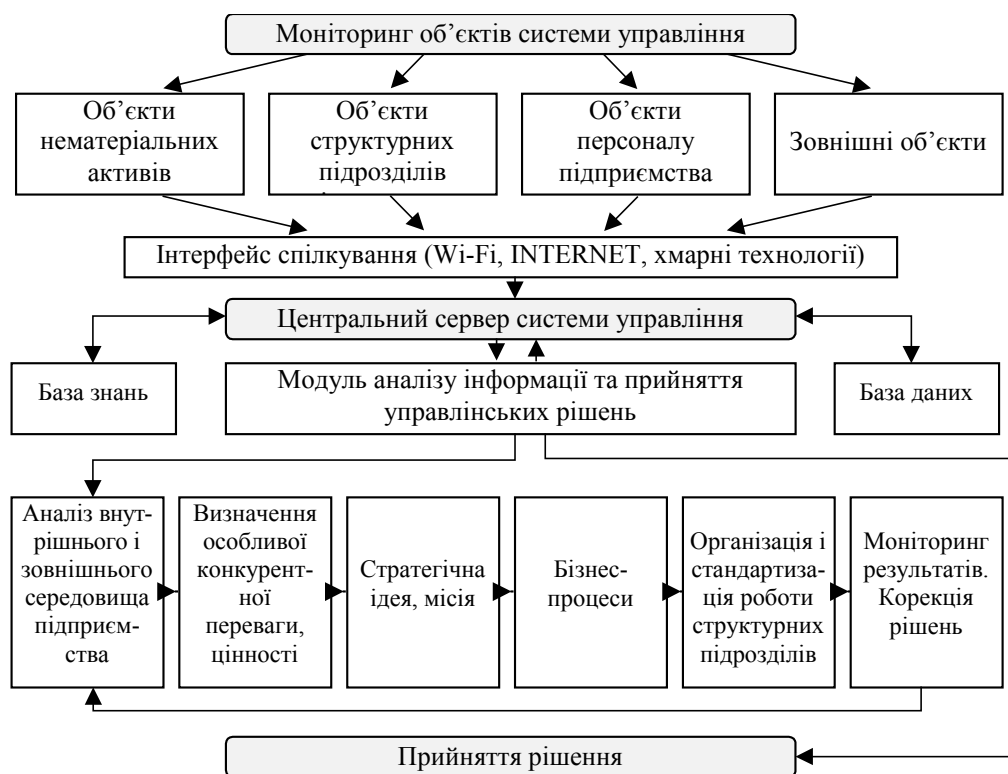 Моніторинг об’єктів системи управління
Об’єкти
нематеріальних
активів
Об’єкти
структурних
підрозділів
Об’єкти
персоналу
підприємства
Зовнішні об’єкти
Інтерфейс спілкування (Wi-Fi, INTERNET, хмарні технології)
Центральний сервер системи управління
База знань
Модуль аналізу інформації та прийняття
управлінських рішень
База даних
Аналіз внут-
рішнього і
зовнішнього
середовища
підприєм-
ства
Визначення
особливої
конкурент-
ної
переваги,
цінності
Стратегічна
ідея, місія
Бізнес-
процеси
Організація і
стандартиза-
ція роботи
структурних
підрозділів
Моніторинг
результатів.
Корекція
рішень
Прийняття рішення